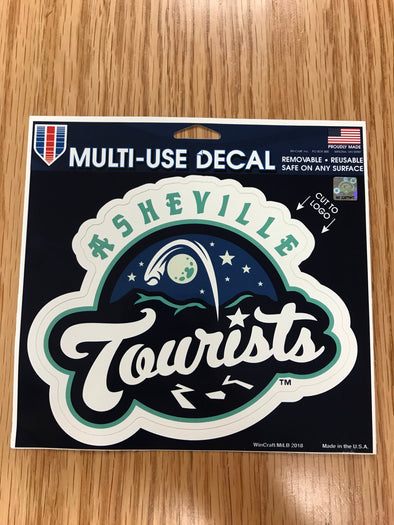 PROUDLY MADE
MULTI-USE DECAL
REMOVABLE • REUSABLE
SAFE ON ANY SURFACE
CUT TO
LOGO
ASHEVILLE
Tourists
TM
WinCraft MiLB 2018
Made in the U.S.A.